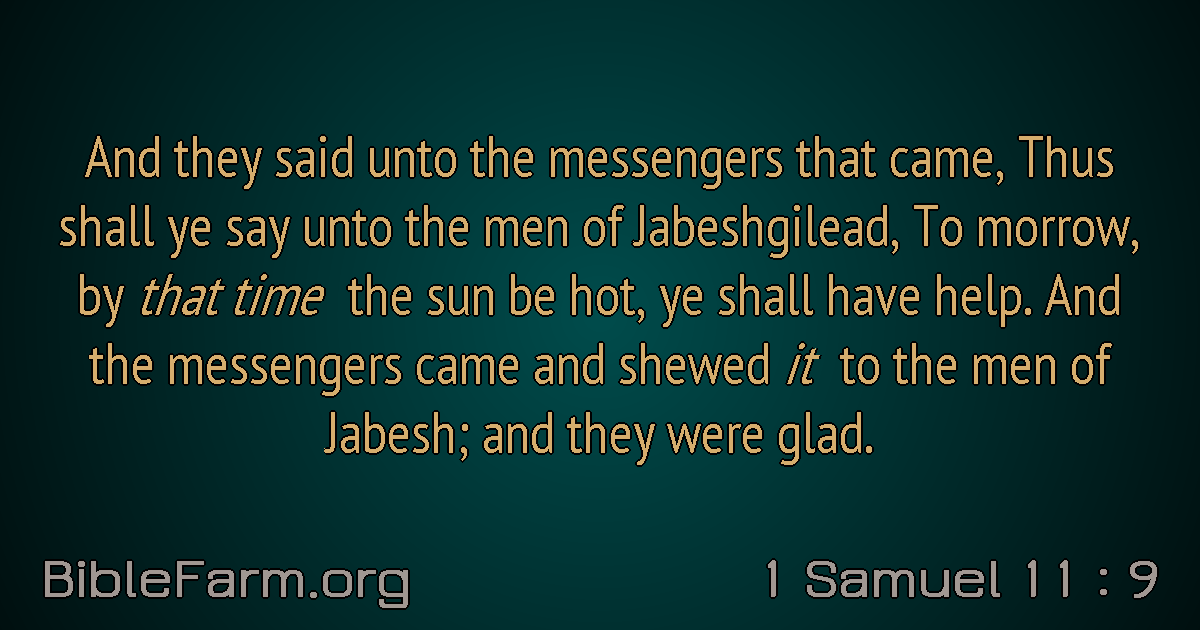 And they said unto the messengers that came, Thus
shall ye say unto the men of Jabeshgilead, To morrow,
by that time the sun be hot, ye shall have help. And
the messengers came and shewed it to the men of
Jabesh; and they were glad.
BibleFarm.org
1 Samuel 11 : 9